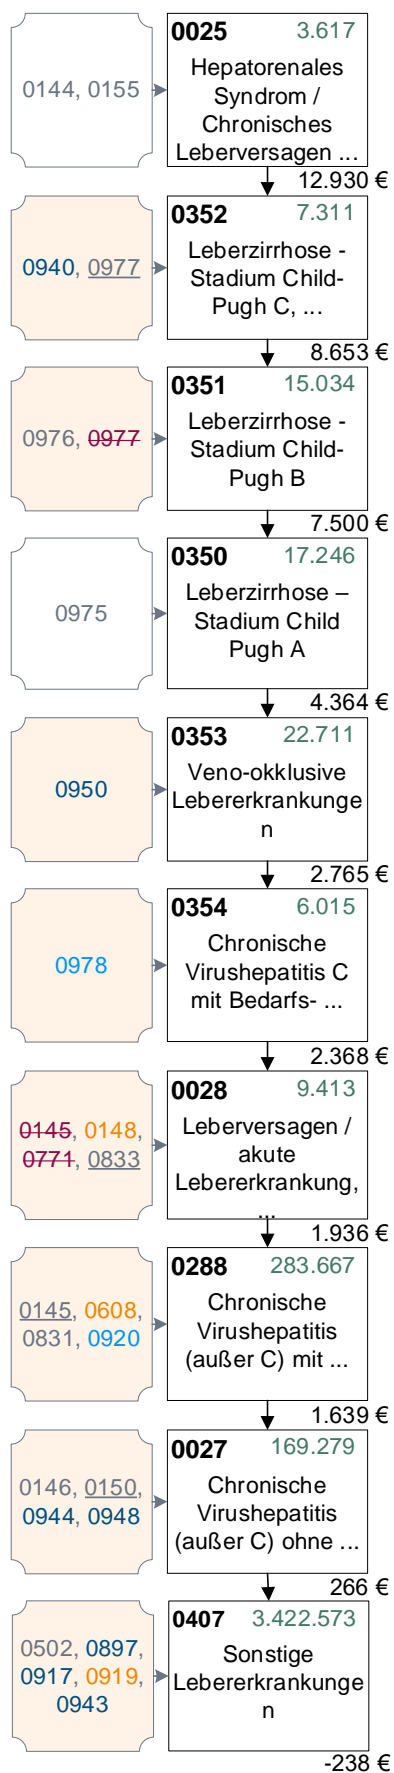 0025 3.617
0144, 0155
Hepatorenales
Syndrom /
Chronisches
Leberversagen ...
12.930 €
0352 7.311
0940, 0977
Leberzirrhose -
Stadium Child-
Pugh C, ...
8.653 €
0351 15.034
0976, 0977
Leberzirrhose -
Stadium Child-
Pugh B
7.500 €
0350 17.246
0975
Leberzirrhose –
Stadium Child
Pugh A
4.364 €
0353 22.711
0950
Veno-okklusive
Lebererkrankunge
n
2.765 €
0354 6.015
0978
Chronische
Virushepatitis C
mit Bedarfs- ...
2.368 €
0028 9.413
0145, 0148,
0771, 0833
Leberversagen /
akute
Lebererkrankung,
...
1.936 €
0288 283.667
0145, 0608,
0831, 0920
Chronische
Virushepatitis
(außer C) mit ...
1.639 €
0027 169.279
0146, 0150,
0944, 0948
Chronische
Virushepatitis
(außer C) ohne ...
266 €
0407 3.422.573
0502, 0897,
0917, 0919,
0943
Sonstige
Lebererkrankunge
n
-238 €